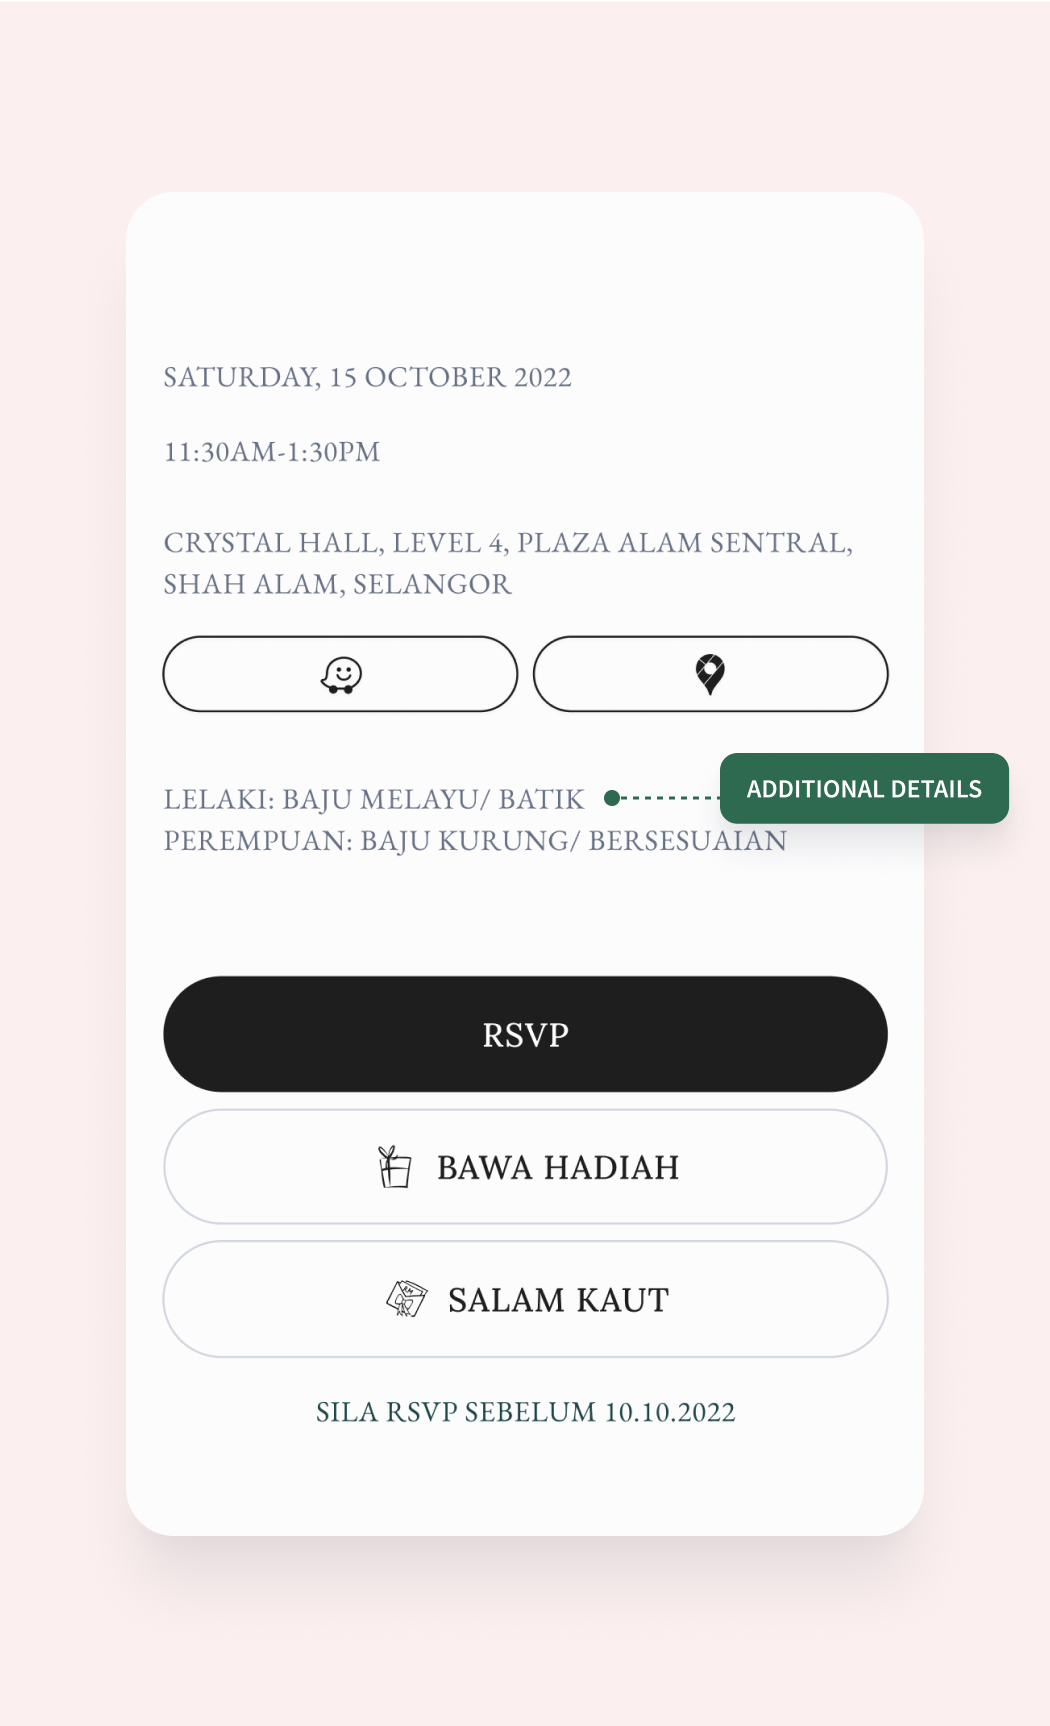 SATURDAY, 15 OCTOBER 2022
11:30AM-1:30PM
CRYSTAL HALL, LEVEL 4, PLAZA ALAM SENTRAL,
SHAH ALAM, SELANGOR
LELAKI: BAJU MELAYU/ BATIK
ADDITIONAL DETAILS
PEREMPUAN: BAJU KURUNG/ BERSESUAIAN
RSVP
BAWA HADIAH
SALAM KAUT
SILA RSVP SEBELUM 10.10.2022